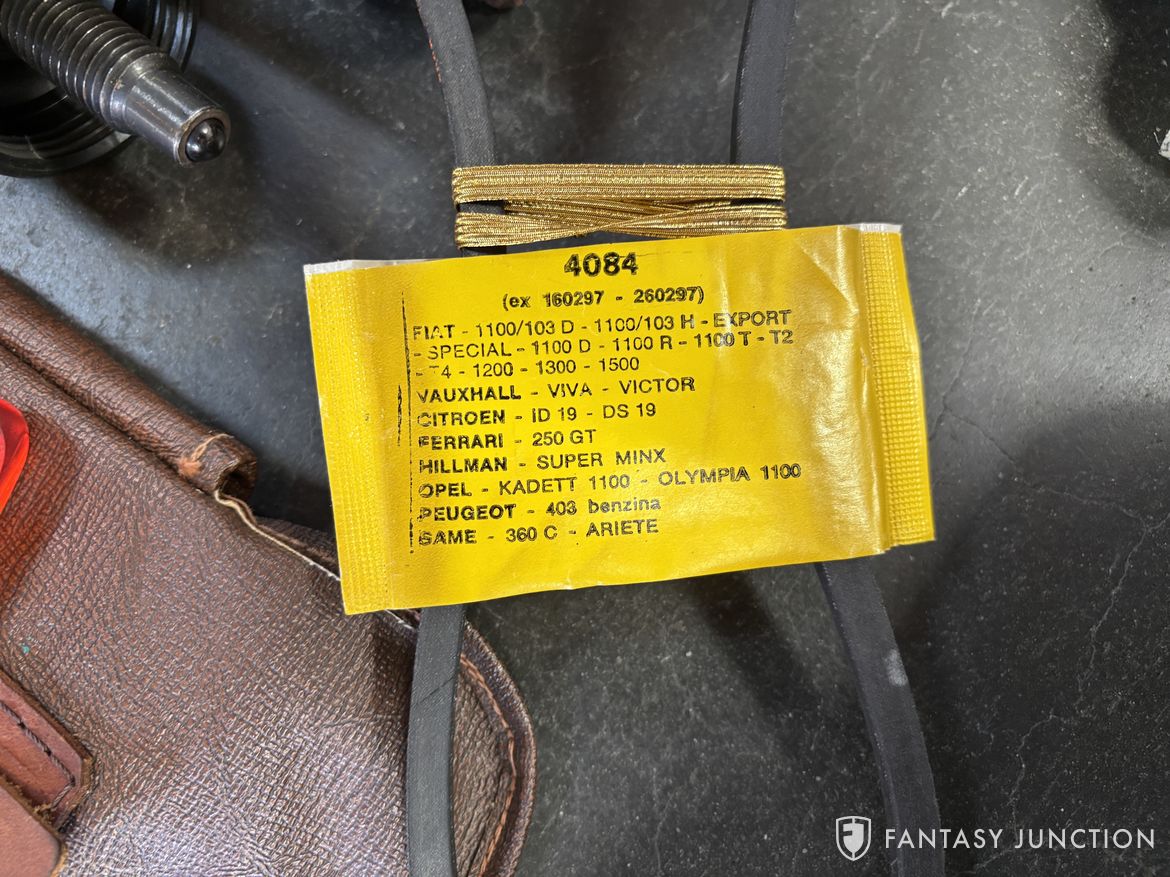 4084
(ex 160297 - 260297)
FIAT - 1100/103 D - 1100/103 H - EXPORT
- SPECIAL - 1100 D - 1100 R - 1100 T - T2
- T4 - 1200 - 1300 - 1500
VAUXHALL - VIVA - VICTOR
CITROEN - ID 19 - DS 19
FERRARI - 250 GT
HILLMAN - SUPER MINX
OPEL - KADETT 1100 - OLYMPIA 1100
PEUGEOT - 403 benzina
SAME - 360 C - ARIETE
FANTASY JUNCTION